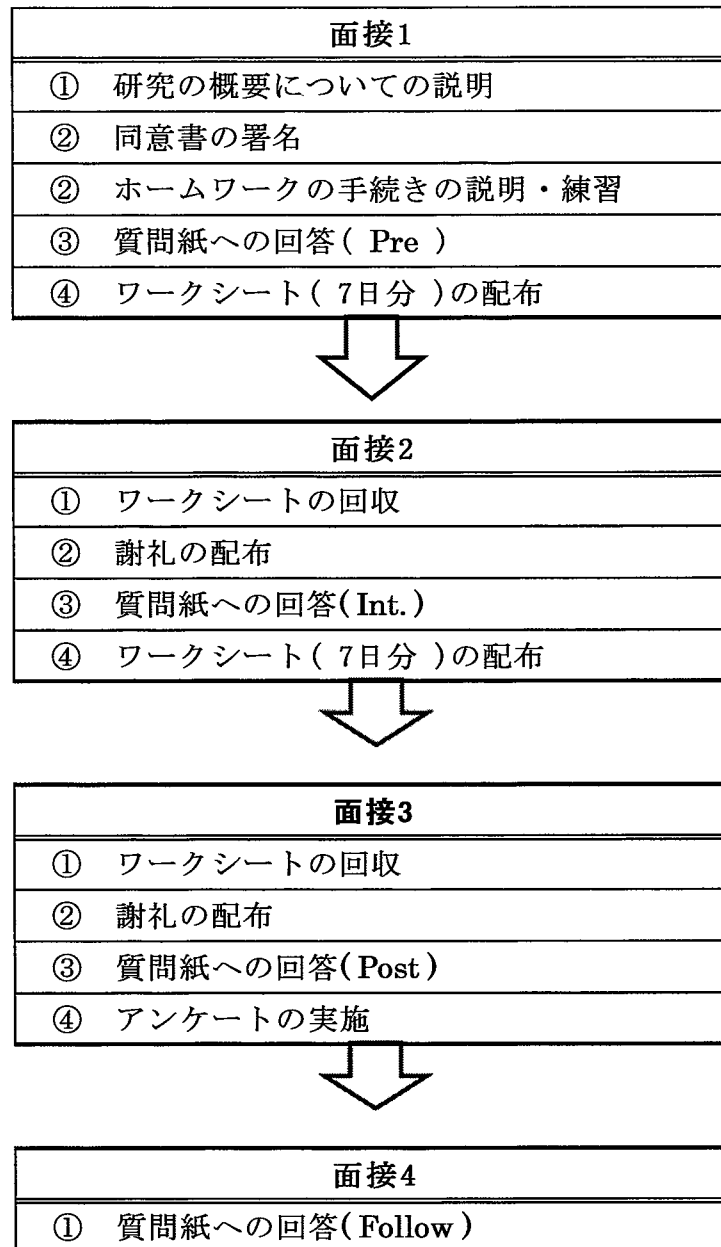 面接1
① 研究の概要についての説明
② 同意書の署名
② ホームワークの手続きの説明・練習
③ 質問紙への回答( Pre )
④ ワークシート( 7日分 )の配布
面接2
① ワークシートの回収
② 謝礼の配布
③ 質問紙への回答(Int.)
④ ワークシート( 7日分 )の配布
面接3
① ワークシートの回収
② 謝礼の配布
③ 質問紙への回答(Post)
④ アンケートの実施
面接4
① 質問紙への回答(Follow)